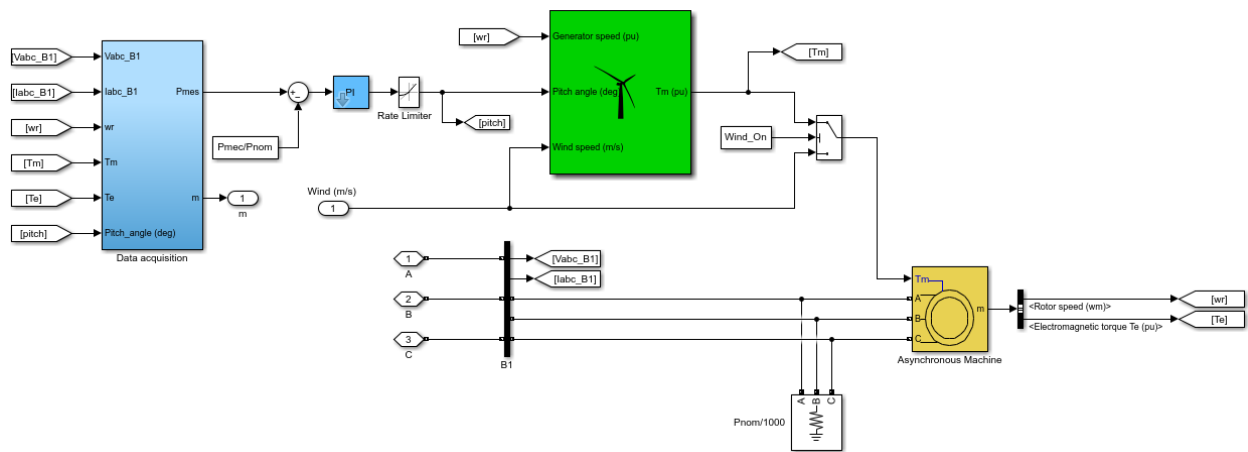 [Vabc_B1]
[Iabc_B1]
[wr]
[Tm]
[Te]
[pitch]
Vabc_B1
Iabc_B1
wr
Tm
Te
Pitch_angle (deg)
Pmes
m
Data acquisition
1
m
Pmec/Pnom
+
_
PI
Rate Limiter
[pitch]
[wr]
Generator speed (pu)
Pitch angle (deg)
Wind speed (m/s)
Tm (pu)
[Tm]
Wind_On
Wind (m/s)
1
1
A
2
B
3
C
B1
[Vabc_B1]
[Iabc_B1]
Tm
A
B
C
m
Asynchronous Machine
<Rotor speed (wm)>
<Electromagnetic torque Te (pu)>
[wr]
[Te]
A
B
C
Pnom/1000